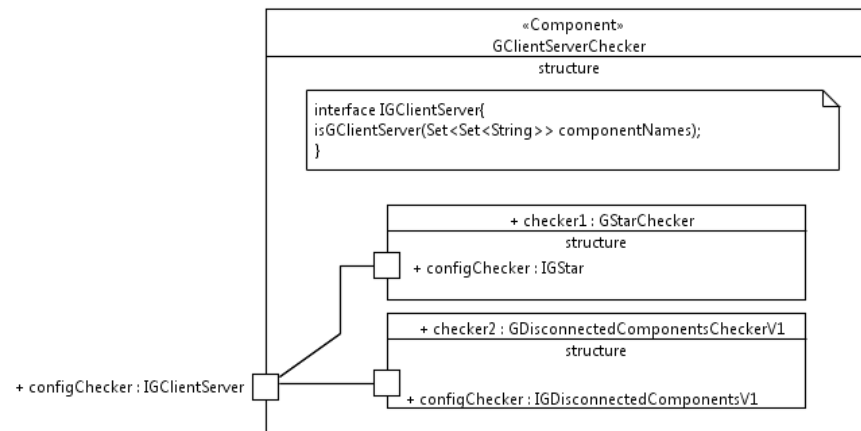 «Component»
GClientServerChecker
structure
interface IGClientServer{
isGClientServer(Set<Set<String>> componentNames);
}
+ checker1 : GStarChecker
structure
+ configChecker : IGStar
+ checker2 : GDisconnectedComponentsCheckerV1
structure
+ configChecker : IGClientServer
+ configChecker : IGDisconnectedComponentsV1